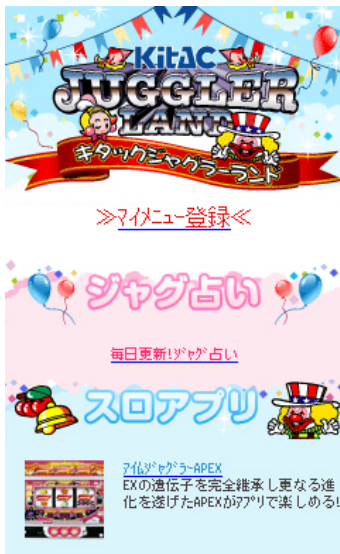 KitAC
JUGGLER
LAND
キタックジャグラーランド
≫マイメニュー登録≪
ジャグ占い
毎日更新!ジャグ占い
スロアプリ
アイムジャグラーAPEX
EXの遺伝子を完全継承し更なる進
化を遂げたAPEXがアプリで楽しめる!